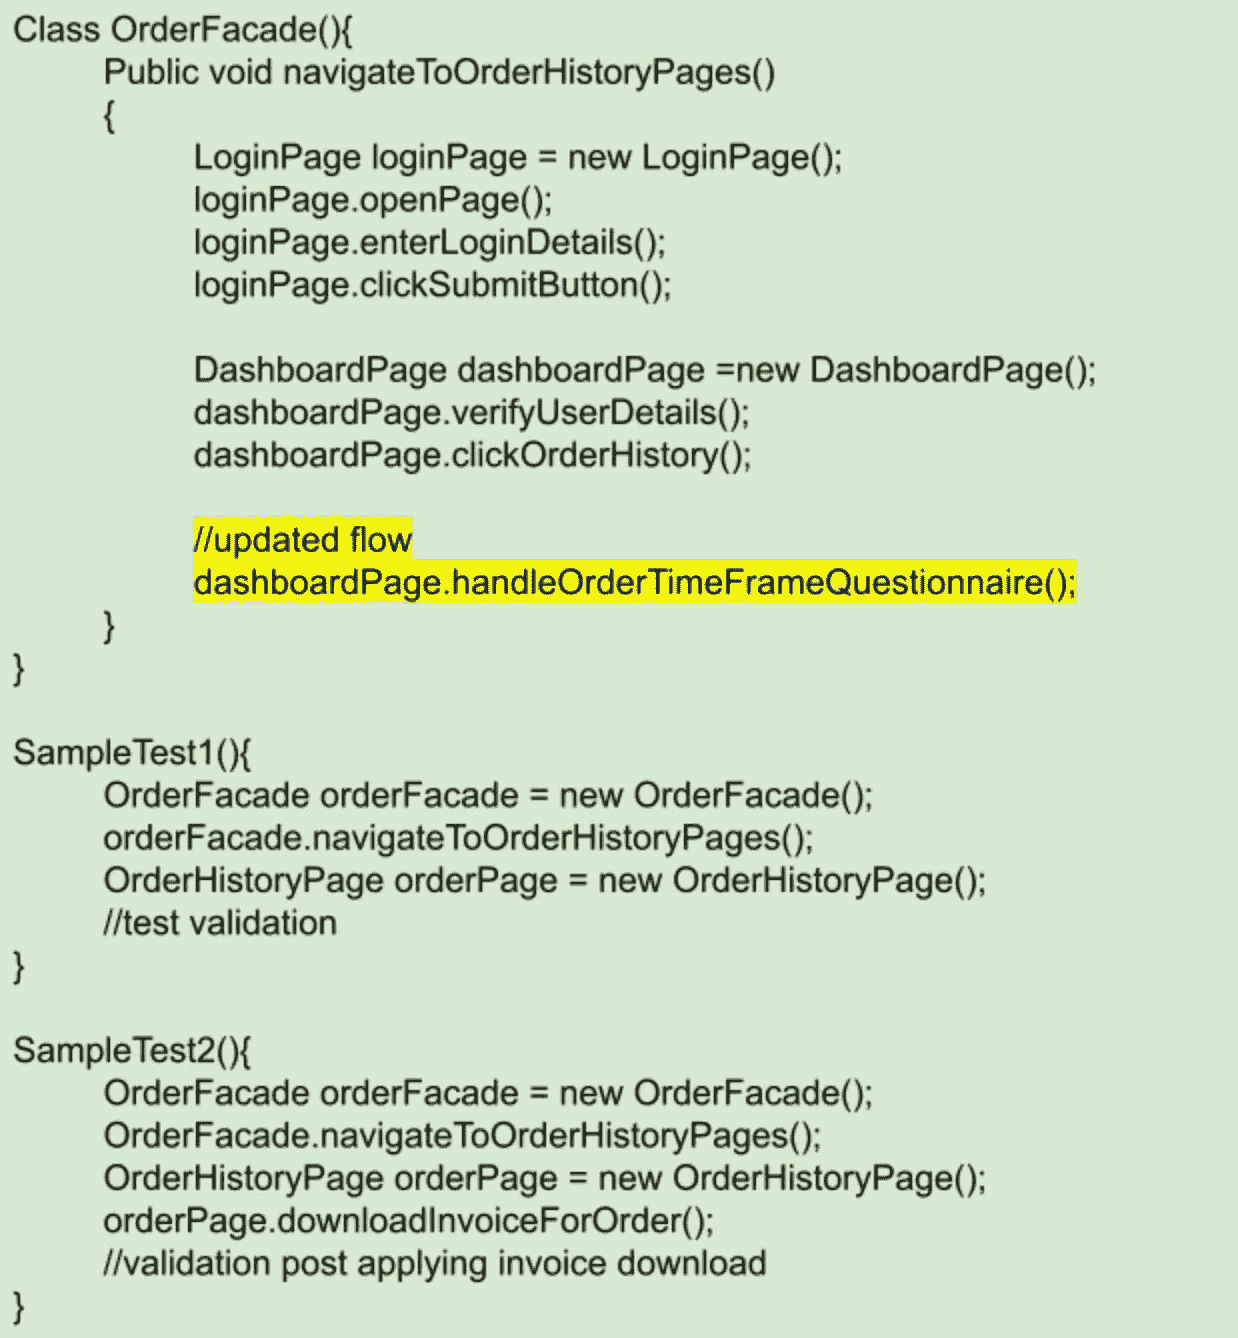 Class OrderFacade(){
Public void navigateToOrderHistoryPages()
{
LoginPage loginPage = new LoginPage();
loginPage.openPage();
loginPage.enterLoginDetails();
loginPage.clickSubmitButton();
DashboardPage dashboardPage =new DashboardPage();
dashboardPage.verifyUserDetails();
dashboardPage.clickOrderHistory();
//updated flow
dashboardPage.handleOrderTimeFrameQuestionnaire();
}
}
SampleTest1(){
OrderFacade orderFacade = new OrderFacade();
orderFacade.navigateToOrderHistoryPages();
OrderHistoryPage orderPage = new OrderHistoryPage();
//test validation
}
SampleTest2(){
OrderFacade orderFacade = new OrderFacade();
OrderFacade.navigateToOrderHistoryPages();
OrderHistoryPage orderPage = new OrderHistoryPage();
orderPage.downloadInvoiceForOrder();
//validation post applying invoice download
}